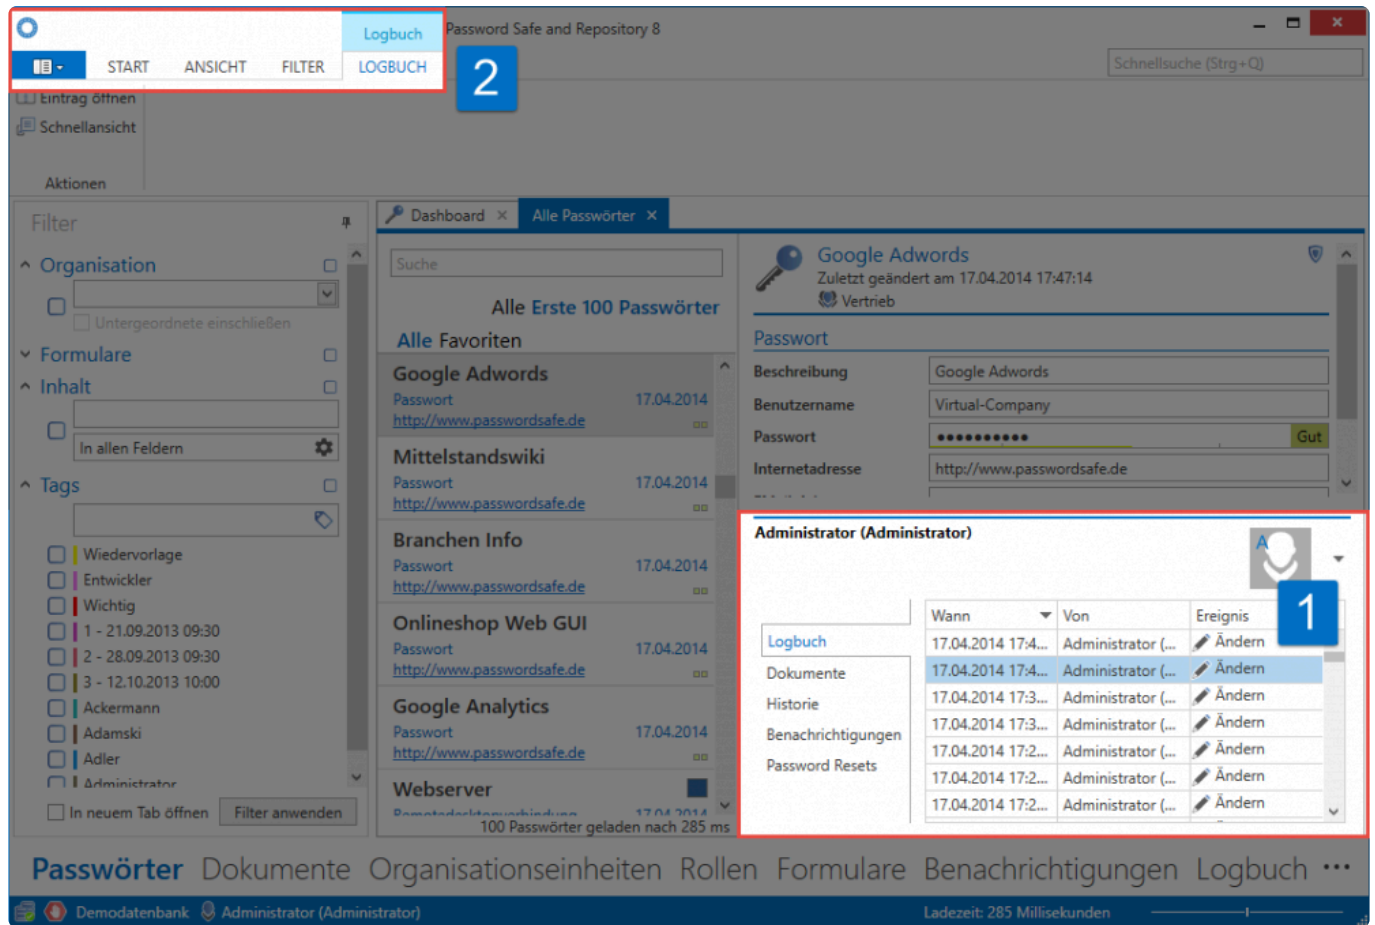 Logbuch
Password Safe and Repository 8
START ANSICHT FILTER LOGBUCH
2
Schnellsuche (Strg+Q)
Eintrag öffnen
Schnellansicht
Aktionen
Filter
Organisation
Untergeordnete einschließen
Formulare
Inhalt
In allen Feldern
Tags
Wiedervorlage
Entwickler
Wichtig
1 - 21.09.2013 09:30
2 - 28.09.2013 09:30
3 - 12.10.2013 10:00
Ackermann
Adamski
Adler
Administrator
In neuem Tab öffnen Filter anwenden
Dashboard Alle Passwörter
Suche
Alle Erste 100 Passwörter
Alle Favoriten
Google Adwords
Passwort 17.04.2014
http://www.passwordsafe.de
Mittelstandswiki
Passwort 17.04.2014
http://www.passwordsafe.de
Branchen Info
Passwort 17.04.2014
http://www.passwordsafe.de
Onlineshop Web GUI
Passwort 17.04.2014
http://www.passwordsafe.de
Google Analytics
Passwort 17.04.2014
http://www.passwordsafe.de
Webserver
Remotedesktopverbindung 17.04.2014
100 Passwörter geladen nach 285 ms
Google Adwords
Zuletzt geändert am 17.04.2014 17:47:14
Vertrieb
Passwort
Beschreibung Google Adwords
Benutzername Virtual-Company
Passwort •••••••••• Gut
Internetadresse http://www.passwordsafe.de
Administrator (Administrator)
A
1
Logbuch
Dokumente
Historie
Benachrichtigungen
Password Resets
Wann Von Ereignis
17.04.2014 17:4... Administrator (... Ändern
17.04.2014 17:4... Administrator (... Ändern
17.04.2014 17:3... Administrator (... Ändern
17.04.2014 17:3... Administrator (... Ändern
17.04.2014 17:2... Administrator (... Ändern
17.04.2014 17:2... Administrator (... Ändern
17.04.2014 17:2... Administrator (... Ändern
Passwörter Dokumente Organisationseinheiten Rollen Formulare Benachrichtigungen Logbuch •••
Demodatenbank Administrator (Administrator) Ladezeit: 285 Millisekunden